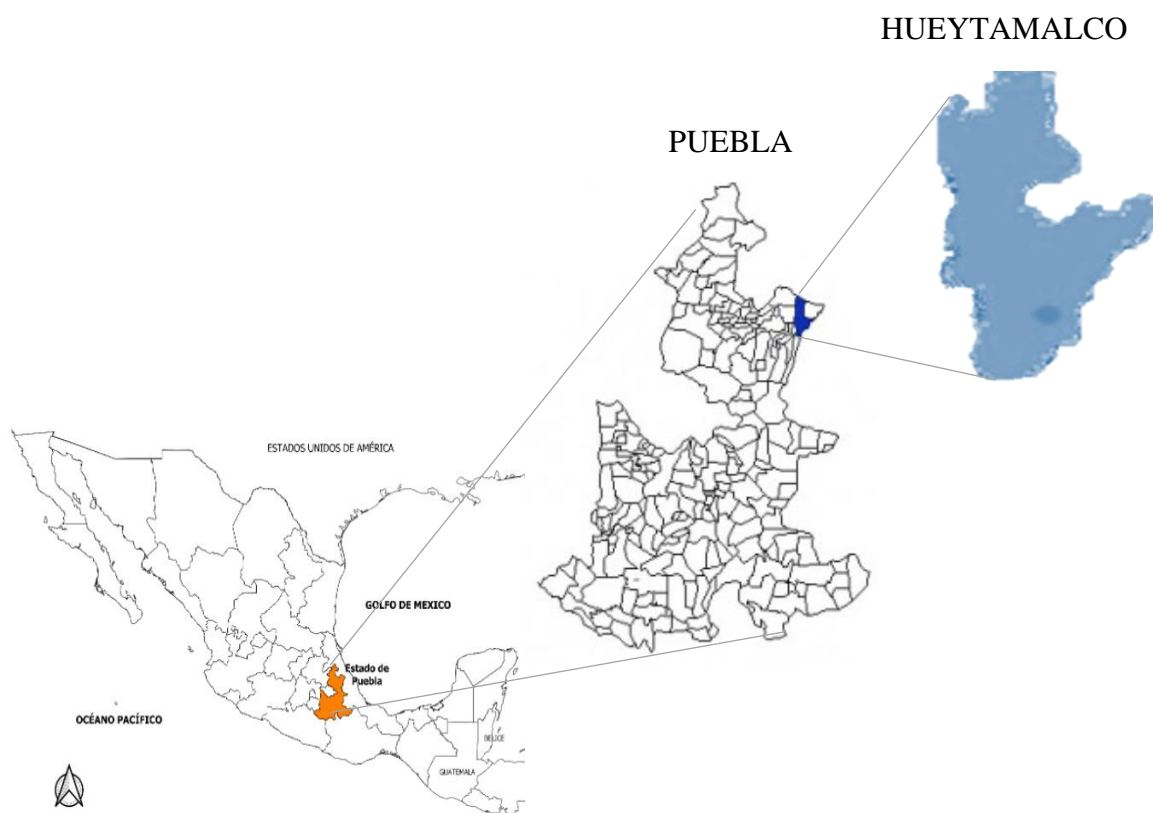 HUEYTAMALCO
PUEBLA
ESTADOS UNIDOS DE AMÉRICA
GOLFO DE MEXICO
Estado de
Puebla
OCÉANO PACÍFICO
BELICE
GUATEMALA